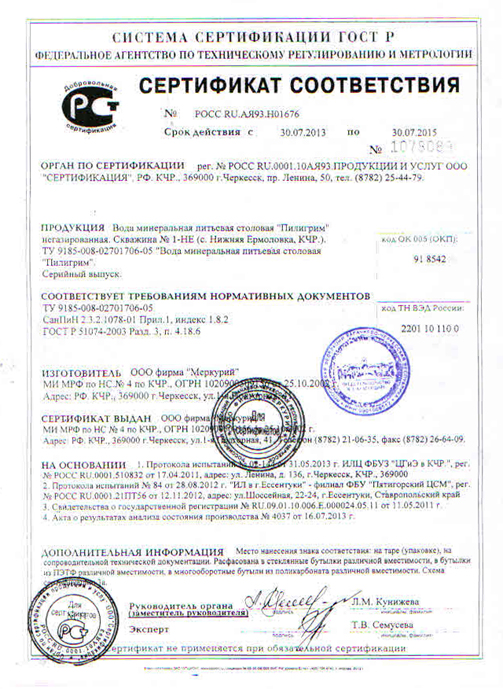 СИСТЕМА СЕРТИФИКАЦИИ ГОСТ Р
ФЕДЕРАЛЬНОЕ АГЕНТСТВО ПО ТЕХНИЧЕСКОМУ РЕГУЛИРОВАНИЮ И МЕТРОЛОГИИ
Добровольная
сертификация
СЕРТИФИКАТ СООТВЕТСТВИЯ
№ РОСС RU.АЯ93.Н01676
Срок действия с 30.07.2013 по 30.07.2015
№
ОРГАН ПО СЕРТИФИКАЦИИ рег. № РОСС RU.0001.10АЯ93.ПРОДУКЦИИ И УСЛУГ ООО
"СЕРТИФИКАЦИЯ". РФ. КЧР., 369000 г.Черкесск, пр. Ленина, 50, тел. (8782) 25-44-79.
ПРОДУКЦИЯ Вода минеральная питьевая столовая "Пилигрим"
негазированная. Скважина № 1-НЕ (с. Нижняя Ермоловка, КЧР.).
ТУ 9185-008-02701706-05 "Вода минеральная питьевая столовая
"Пилигрим".
Серийный выпуск.
код ОК 005 (ОКП):
91 8542
СООТВЕТСТВУЕТ ТРЕБОВАНИЯМ НОРМАТИВНЫХ ДОКУМЕНТОВ
ТУ 9185-008-02701706-05
СанПиН 2.3.2.1078-01 Прил.1, индекс 1.8.2
ГОСТ Р 51074-2003 Разд. 3, п. 4.18.6
код ТН ВЭД России:
2201 10 110 0
ИЗГОТОВИТЕЛЬ ООО фирма "Меркурий"
МИ МРФ по НС № 4 по КЧР., ОГРН от 25.10.
Адрес: РФ. КЧР., 369000 г.Черкесск,
СЕРТИФИКАТ ВЫДАН ООО фирма "Меркурий"
МИ МРФ по НС № 4 по КЧР., ОГРН
Адрес: РФ. КЧР., 369000 г.Черкесск, 41, телефон (8782) 21-06-35, факс (8782) 26-64-09.
НА ОСНОВАНИИ 1. Протокола испытаний 31.05.2013 г. ИЛЦ ФБУЗ "ЦГиЭ в КЧР", рег.
№ РОСС RU.0001.510832 от 17.04.2011, адрес: ул. Ленина, д. 136, г.Черкесск, КЧР., 369000
2. Протокола испытаний № 84 от 28.08.2012 г. "ИЛ в г.Ессентуки" - филиал ФБУ "Пятигорский ЦСМ", рег.
№ РОСС RU.0001.21ПТ56 от 12.11.2012, адрес: ул.Шоссейная, 22-24, г.Ессентуки, Ставропольский край
3. Свидетельства о государственной регистрации № RU.09.01.10.006.Е.000024.05.11 от 11.05.2011 г.
4. Акта о результатах анализа состояния производства № 4037 от 16.07.2013 г.
ДОПОЛНИТЕЛЬНАЯ ИНФОРМАЦИЯ Место нанесения знака соответствия: на таре (упаковке), на
сопроводительной технической документации. Расфасована в стеклянные бутылки различной вместимости, в бутылки
из ПЭТФ различной вместимости, а многооборотные бутыли из поликарбоната различной вместимости. Схема
Руководитель органа
(заместитель руководителя)
Л.М. Кунижева
Эксперт
Т.В. Семусева
Сертификат не применяется при обязательной сертификации